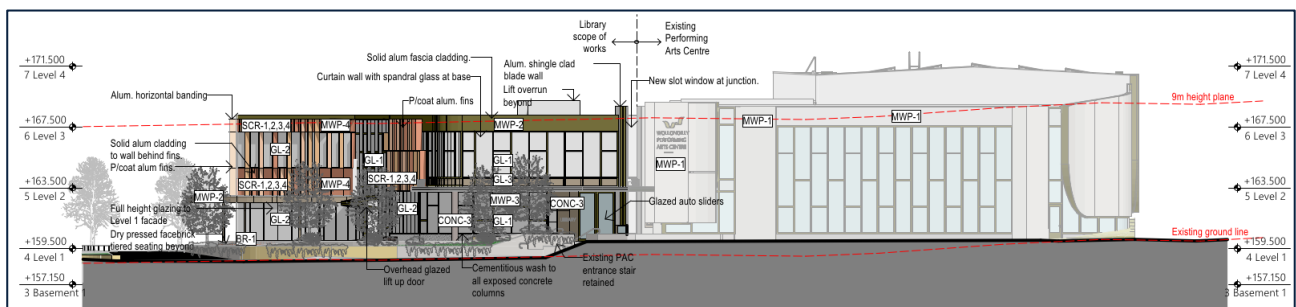 Library
scope of
works
Existing
Performing
Arts Centre
+171.500
7 Level 4
Solid alum fascia cladding.
Alum. shingle clad
blade wall
+171.500
7 Level 4
Curtain wall with spandral glass at base
Lift overrun
beyond
New slot window at junction.
Alum. horizontal banding
P/coat alum. fins
9m height plane
+167.500
6 Level 3
SCR-1,2,3,4
MWP-4
MWP-2
MWP-1
MWP-1
+167.500
6 Level 3
WOLLONDILLY
PERFORMING
ARTS CENTRE
Solid alum cladding
to wall behind fins.
P/coat alum fins.
GL-2
GL-1
GL-1
MWP-1
SCR-1,2,3,4
MWP-4
SCR-1,2,3,4
GL-3
+163.500
5 Level 2
MWP-2
MWP-3
+163.500
5 Level 2
Full height glazing to
Level 1 facade
GL-2
GL-2
CONC-3
GL-1
CONC-3
Glazed auto sliders
Dry pressed facebrick
tiered seating beyond
BR-1
Existing ground line
+159.500
4 Level 1
+159.500
4 Level 1
Overhead glazed
lift up door
Cementitious wash to
all exposed concrete
columns
Existing PAC
entrance stair
retained
+157.150
3 Basement 1
+157.150
3 Basement 1